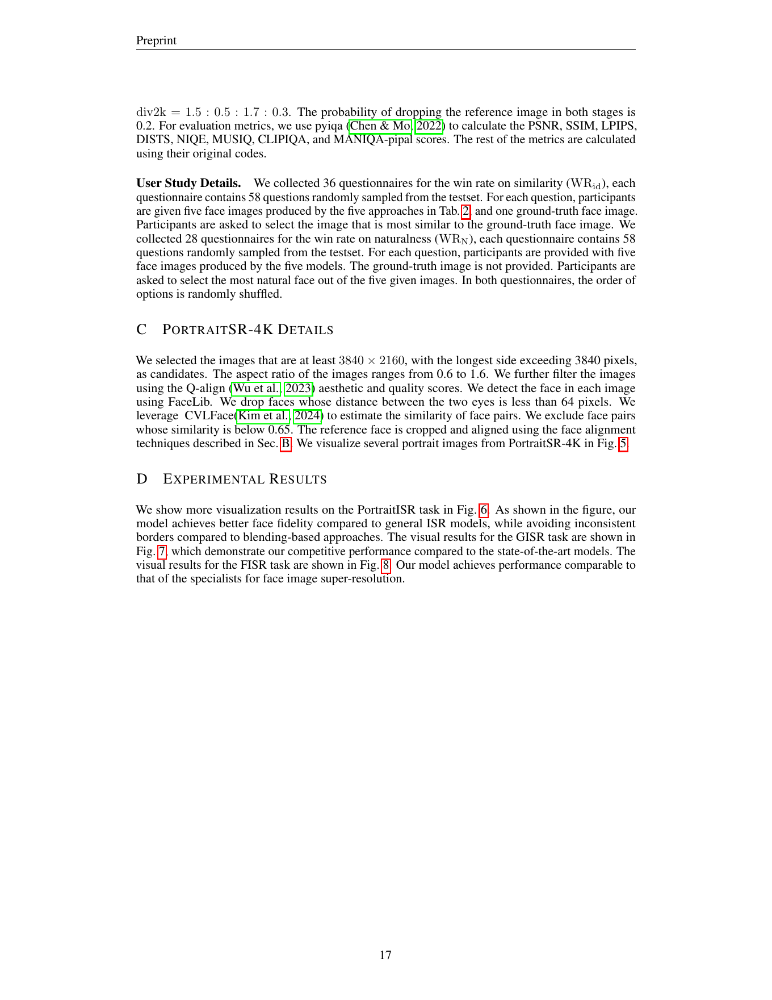 Preprint
div2k = 1.5 : 0.5 : 1.7 : 0.3. The probability of dropping the reference image in both stages is
0.2. For evaluation metrics, we use pyiqa (Chen & Mo, 2022) to calculate the PSNR, SSIM, LPIPS,
DISTS, NIQE, MUSIQ, CLIPIQA, and MANIQA-pipal scores. The rest of the metrics are calculated
using their original codes.
User Study Details. We collected 36 questionnaires for the win rate on similarity (WR_id), each
questionnaire contains 58 questions randomly sampled from the testset. For each question, participants
are given five face images produced by the five approaches in Tab. 2, and one ground-truth face image.
Participants are asked to select the image that is most similar to the ground-truth face image. We
collected 28 questionnaires for the win rate on naturalness (WR_N), each questionnaire contains 58
questions randomly sampled from the testset. For each question, participants are provided with five
face images produced by the five models. The ground-truth image is not provided. Participants are
asked to select the most natural face out of the five given images. In both questionnaires, the order of
options is randomly shuffled.
C PORTRAITSR-4K DETAILS
We selected the images that are at least 3840 × 2160, with the longest side exceeding 3840 pixels,
as candidates. The aspect ratio of the images ranges from 0.6 to 1.6. We further filter the images
using the Q-align (Wu et al., 2023) aesthetic and quality scores. We detect the face in each image
using FaceLib. We drop faces whose distance between the two eyes is less than 64 pixels. We
leverage CVLFace(Kim et al., 2024) to estimate the similarity of face pairs. We exclude face pairs
whose similarity is below 0.65. The reference face is cropped and aligned using the face alignment
techniques described in Sec. B. We visualize several portrait images from PortraitSR-4K in Fig. 5.
D EXPERIMENTAL RESULTS
We show more visualization results on the PortraitISR task in Fig. 6. As shown in the figure, our
model achieves better face fidelity compared to general ISR models, while avoiding inconsistent
borders compared to blending-based approaches. The visual results for the GISR task are shown in
Fig. 7, which demonstrate our competitive performance compared to the state-of-the-art models. The
visual results for the FISR task are shown in Fig. 8. Our model achieves performance comparable to
that of the specialists for face image super-resolution.
17